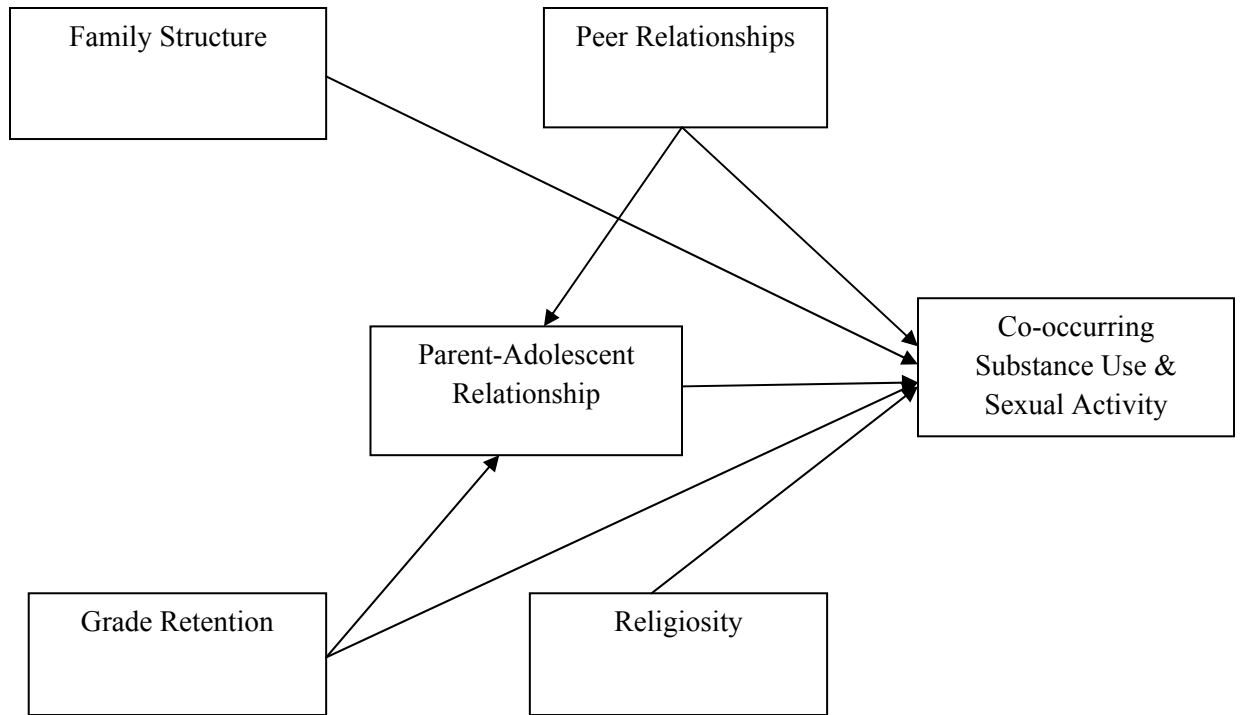 Family Structure
Peer Relationships
Parent-Adolescent
Relationship
Co-occurring
Substance Use &
Sexual Activity
Grade Retention
Religiosity